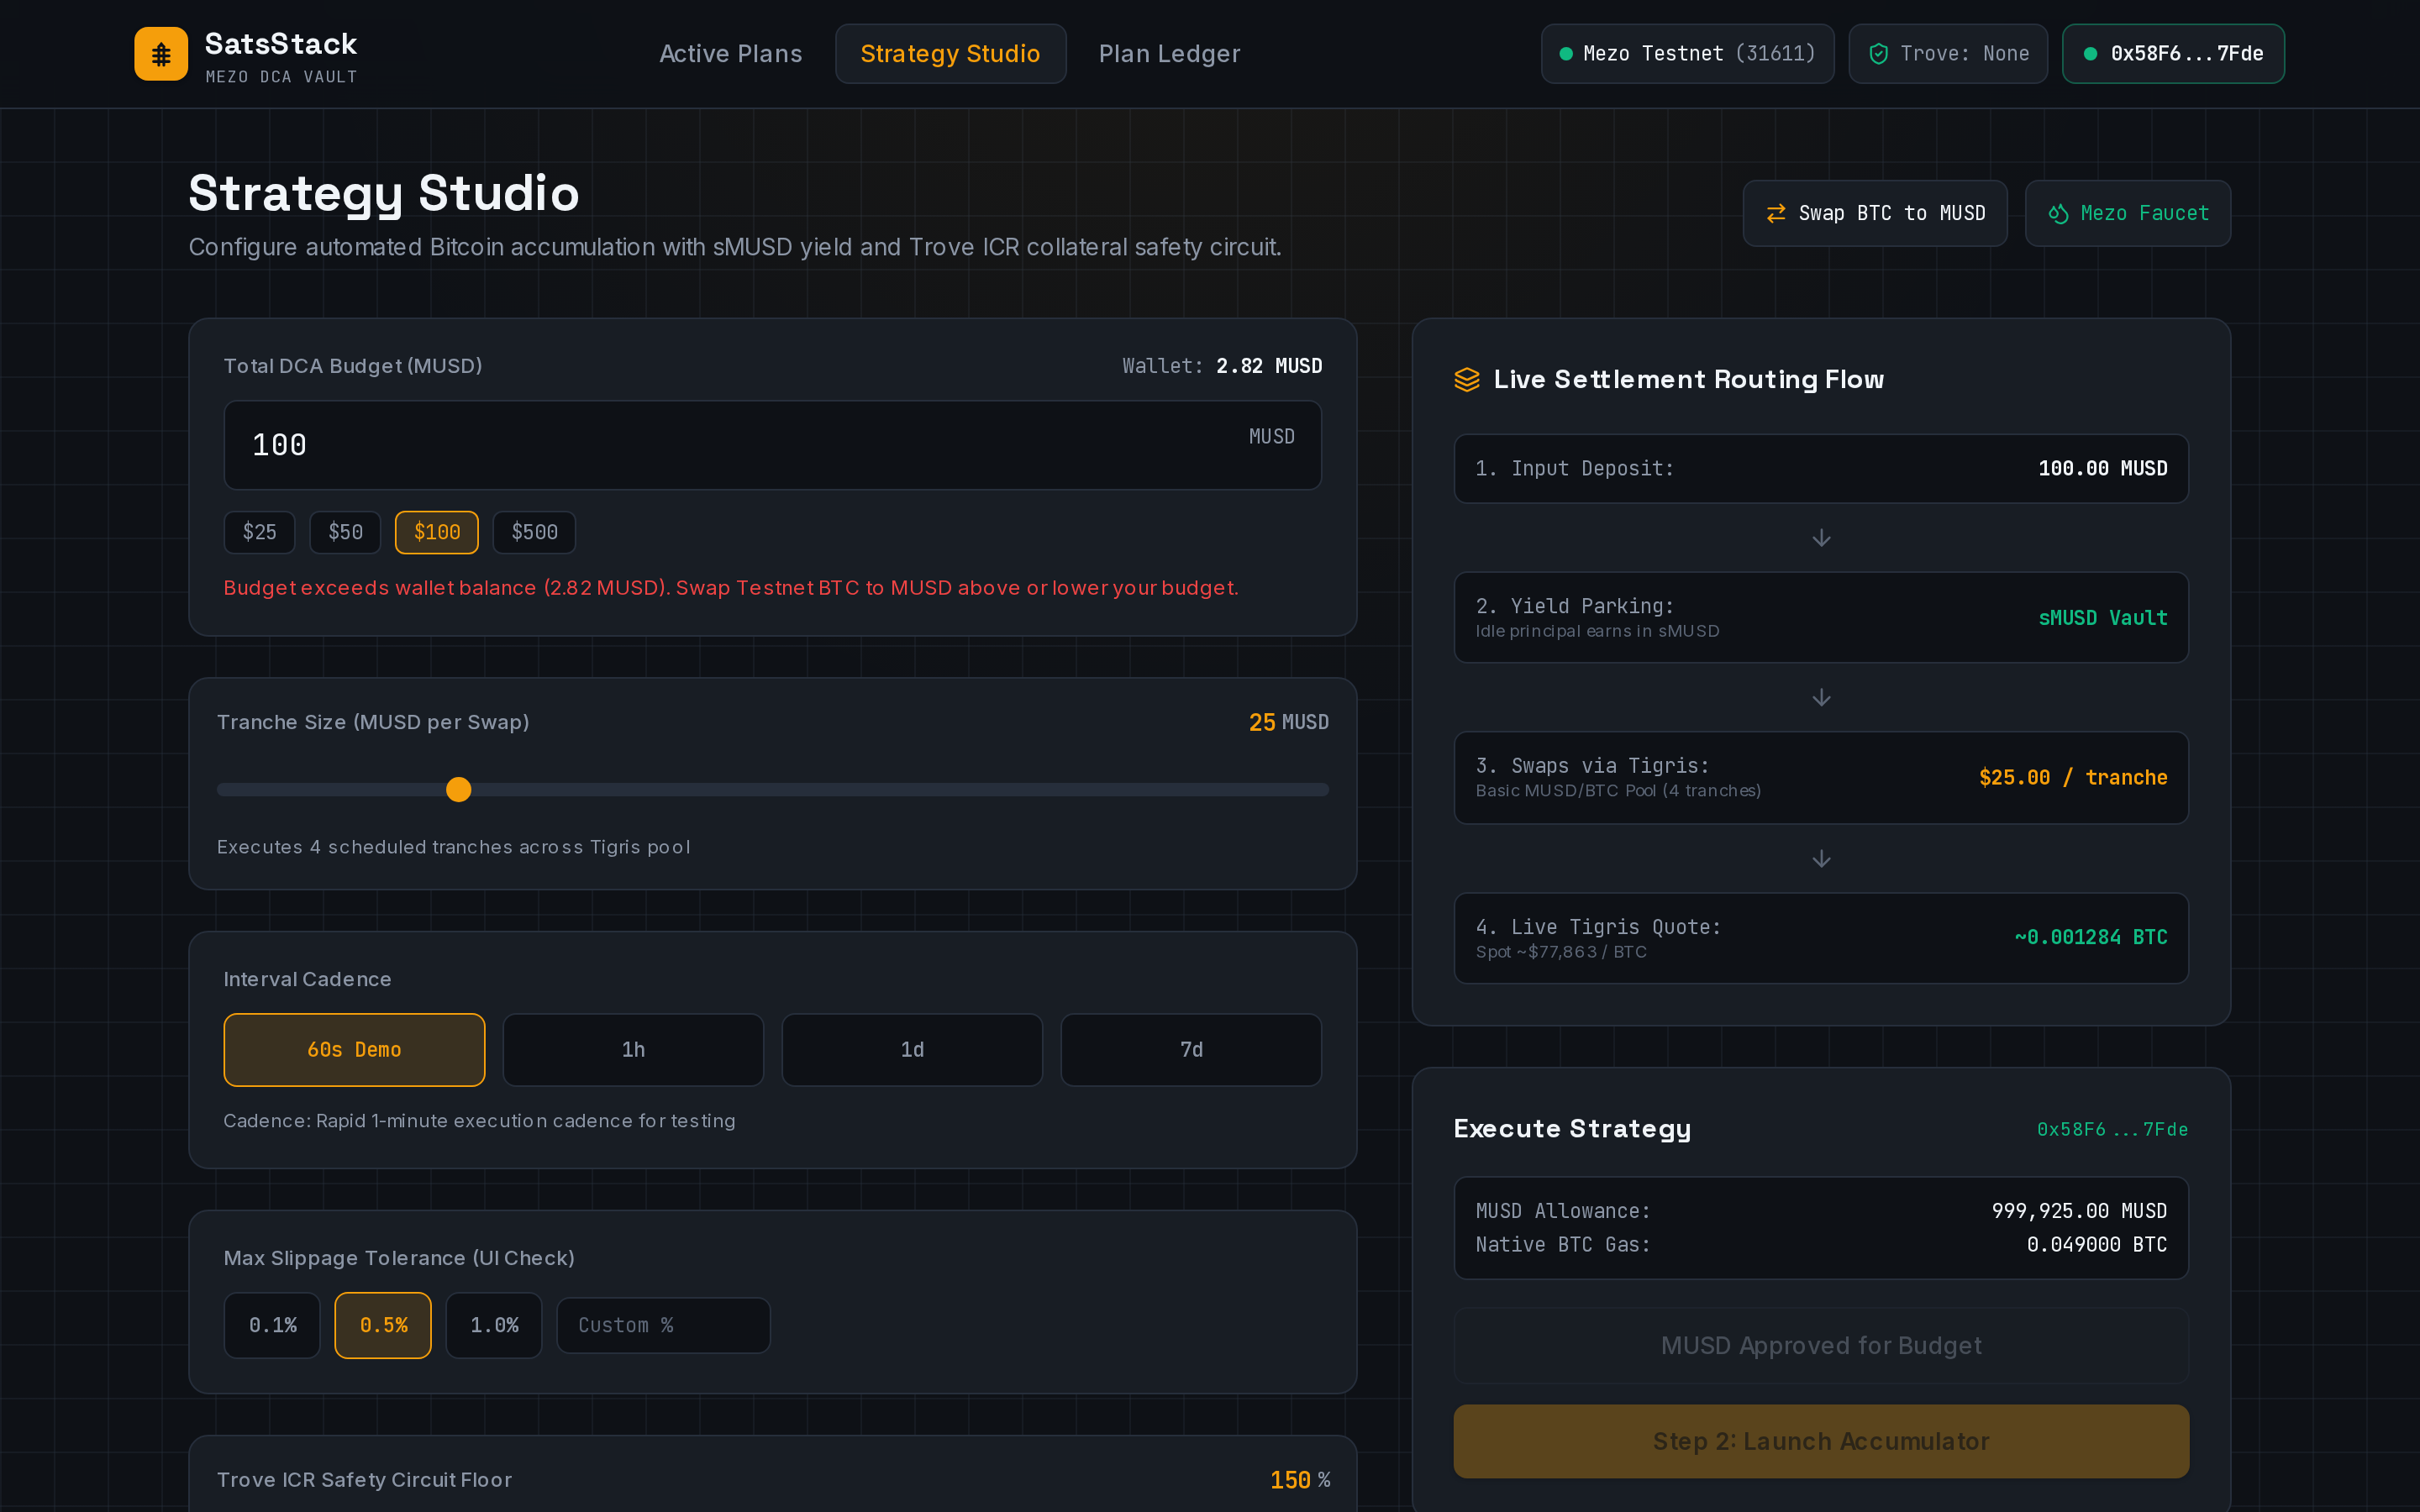 SatsStack
MEZO DCA VAULT
Active Plans
Strategy Studio
Plan Ledger
Mezo Testnet (31611)
Trove: None
0x58F6...7Fde
Strategy Studio
Configure automated Bitcoin accumulation with sMUSD yield and Trove ICR collateral safety circuit.
Swap BTC to MUSD
Mezo Faucet
Total DCA Budget (MUSD)
Wallet: 2.82 MUSD
100
MUSD
$25
$50
$100
$500
Budget exceeds wallet balance (2.82 MUSD). Swap Testnet BTC to MUSD above or lower your budget.
Tranche Size (MUSD per Swap)
25 MUSD
Executes 4 scheduled tranches across Tigris pool
Interval Cadence
60s Demo
1h
1d
7d
Cadence: Rapid 1-minute execution cadence for testing
Max Slippage Tolerance (UI Check)
0.1%
0.5%
1.0%
Custom %
Trove ICR Safety Circuit Floor
150 %
Live Settlement Routing Flow
1. Input Deposit:
100.00 MUSD
2. Yield Parking:
Idle principal earns in sMUSD
sMUSD Vault
3. Swaps via Tigris:
Basic MUSD/BTC Pool (4 tranches)
$25.00 / tranche
4. Live Tigris Quote:
Spot ~$77,863 / BTC
~0.001284 BTC
Execute Strategy
0x58F6...7Fde
MUSD Allowance:
999,925.00 MUSD
Native BTC Gas:
0.049000 BTC
MUSD Approved for Budget
Step 2: Launch Accumulator